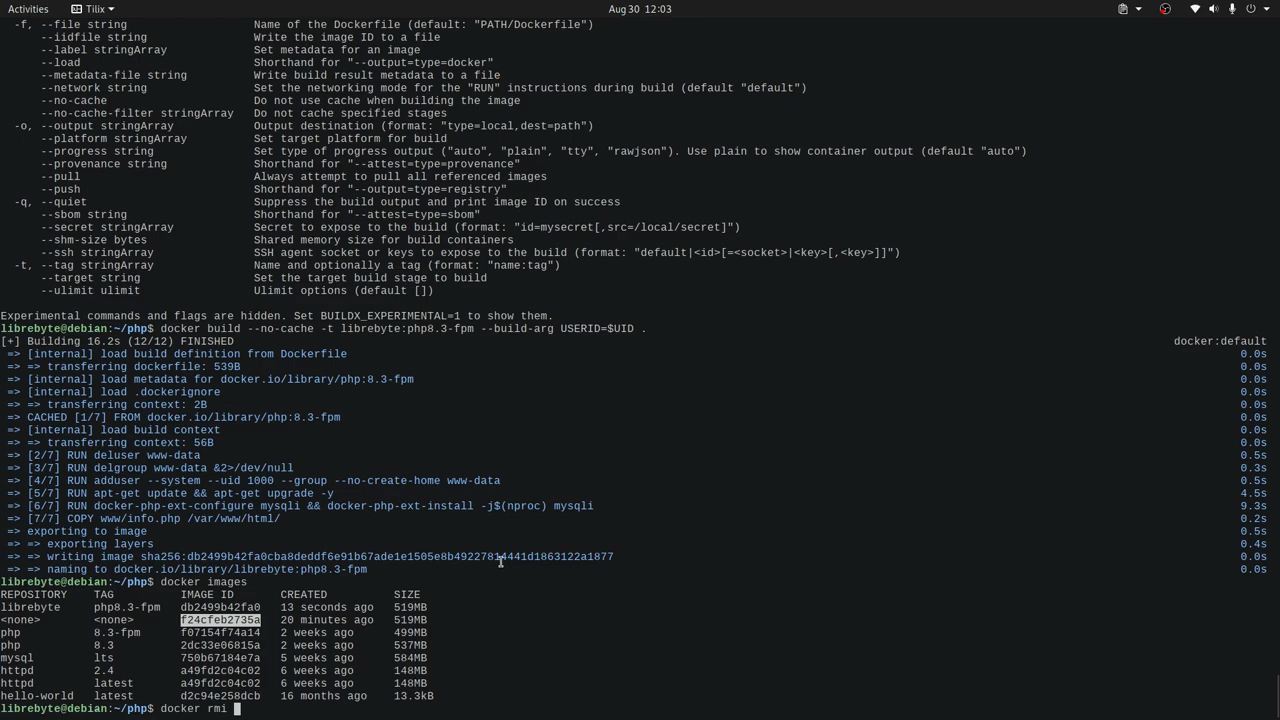 Activities Tilix Aug 30 12:03
-f, --file string Name of the Dockerfile (default: "PATH/Dockerfile")
--iidfile string Write the image ID to a file
--label stringArray Set metadata for an image
--load Shorthand for "--output=type=docker"
--metadata-file string Write build result metadata to a file
--network string Set the networking mode for the "RUN" instructions during build (default "default")
--no-cache Do not use cache when building the image
--no-cache-filter stringArray Do not cache specified stages
-o, --output stringArray Output destination (format: "type=local,dest=path")
--platform stringArray Set target platform for build
--progress string Set type of progress output ("auto", "plain", "tty", "rawjson"). Use plain to show container output (default "auto")
--provenance string Shorthand for "--attest=type=provenance"
--pull Always attempt to pull all referenced images
--push Shorthand for "--output=type=registry"
-q, --quiet Suppress the build output and print image ID on success
--sbom string Shorthand for "--attest=type=sbom"
--secret stringArray Secret to expose to the build (format: "id=mysecret[,src=/local/secret]")
--shm-size bytes Shared memory size for build containers
--ssh stringArray SSH agent socket or keys to expose to the build (format: "default|<id>[=<socket>|<key>[,<key>]]")
-t, --tag stringArray Name and optionally a tag (format: "name:tag")
--target string Set the target build stage to build
--ulimit ulimit Ulimit options (default [])
Experimental commands and flags are hidden. Set BUILDX_EXPERIMENTAL=1 to show them.
librebyte@debian:~/php$ docker build --no-cache -t librebyte:php8.3-fpm --build-arg USERID=$UID .
[+] Building 16.2s (12/12) FINISHED docker:default
=> [internal] load build definition from Dockerfile 0.0s
=> => transferring dockerfile: 539B 0.0s
=> [internal] load metadata for docker.io/library/php:8.3-fpm 0.0s
=> [internal] load .dockerignore 0.0s
=> => transferring context: 2B 0.0s
=> CACHED [1/7] FROM docker.io/library/php:8.3-fpm 0.0s
=> [internal] load build context 0.0s
=> => transferring context: 56B 0.0s
=> [2/7] RUN deluser www-data 0.5s
=> [3/7] RUN delgroup www-data &2>/dev/null 0.3s
=> [4/7] RUN adduser --system --uid 1000 --group --no-create-home www-data 0.5s
=> [5/7] RUN apt-get update && apt-get upgrade -y 4.5s
=> [6/7] RUN docker-php-ext-configure mysqli && docker-php-ext-install -j$(nproc) mysqli 9.3s
=> [7/7] COPY www/info.php /var/www/html/ 0.2s
=> exporting to image 0.5s
=> => exporting layers 0.4s
=> => writing image sha256:db2499b42fa0cba8deddf6e91b67ade1e1505e8b49227814441d1863122a1877 0.0s
=> => naming to docker.io/library/librebyte:php8.3-fpm 0.0s
librebyte@debian:~/php$ docker images
REPOSITORY TAG IMAGE ID CREATED SIZE
librebyte php8.3-fpm db2499b42fa0 13 seconds ago 519MB
<none> <none> f24cfeb2735a 20 minutes ago 519MB
php 8.3-fpm f07154f74a14 2 weeks ago 499MB
php 8.3 2dc33e06815a 2 weeks ago 537MB
mysql lts 750b67184e7a 5 weeks ago 584MB
httpd 2.4 a49fd2c04c02 6 weeks ago 148MB
httpd latest a49fd2c04c02 6 weeks ago 148MB
hello-world latest d2c94e258dcb 16 months ago 13.3kB
librebyte@debian:~/php$ docker rmi